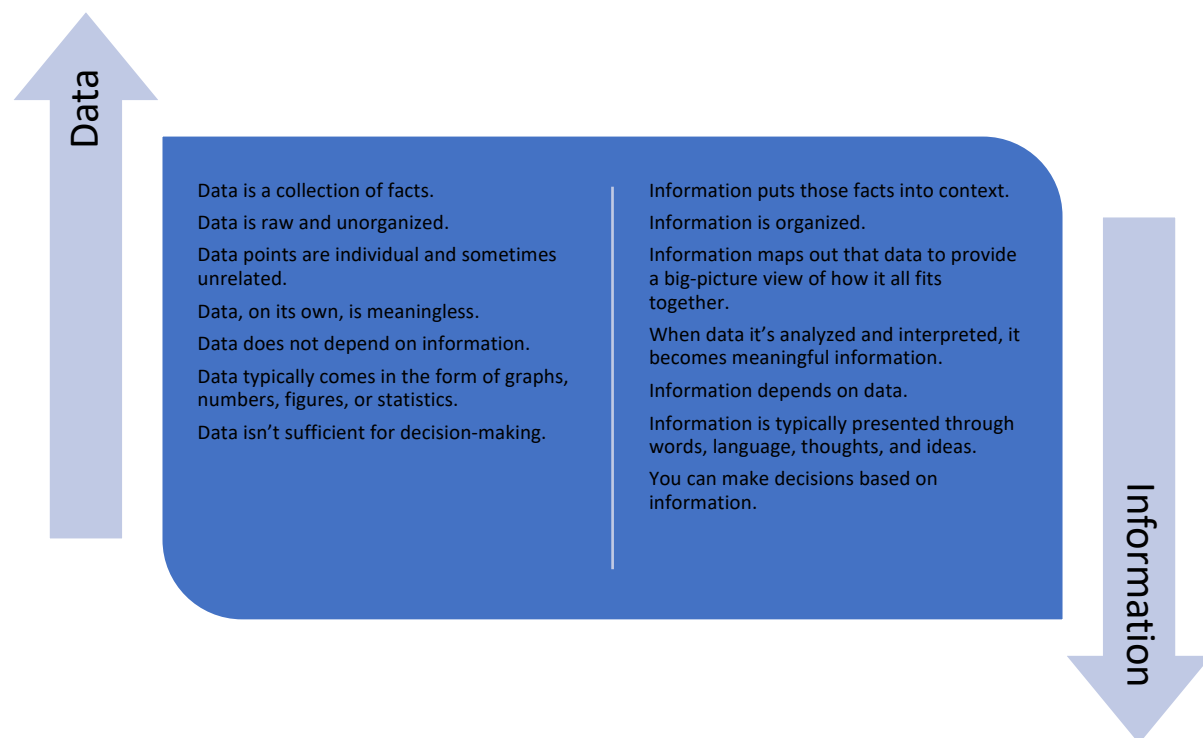 Data
Data is a collection of facts.
Data is raw and unorganized.
Data points are individual and sometimes
unrelated.
Data, on its own, is meaningless.
Data does not depend on information.
Data typically comes in the form of graphs,
numbers, figures, or statistics.
Data isn’t sufficient for decision-making.
Information puts those facts into context.
Information is organized.
Information maps out that data to provide
a big-picture view of how it all fits
together.
When data it’s analyzed and interpreted, it
becomes meaningful information.
Information depends on data.
Information is typically presented through
words, language, thoughts, and ideas.
You can make decisions based on
information.
Information